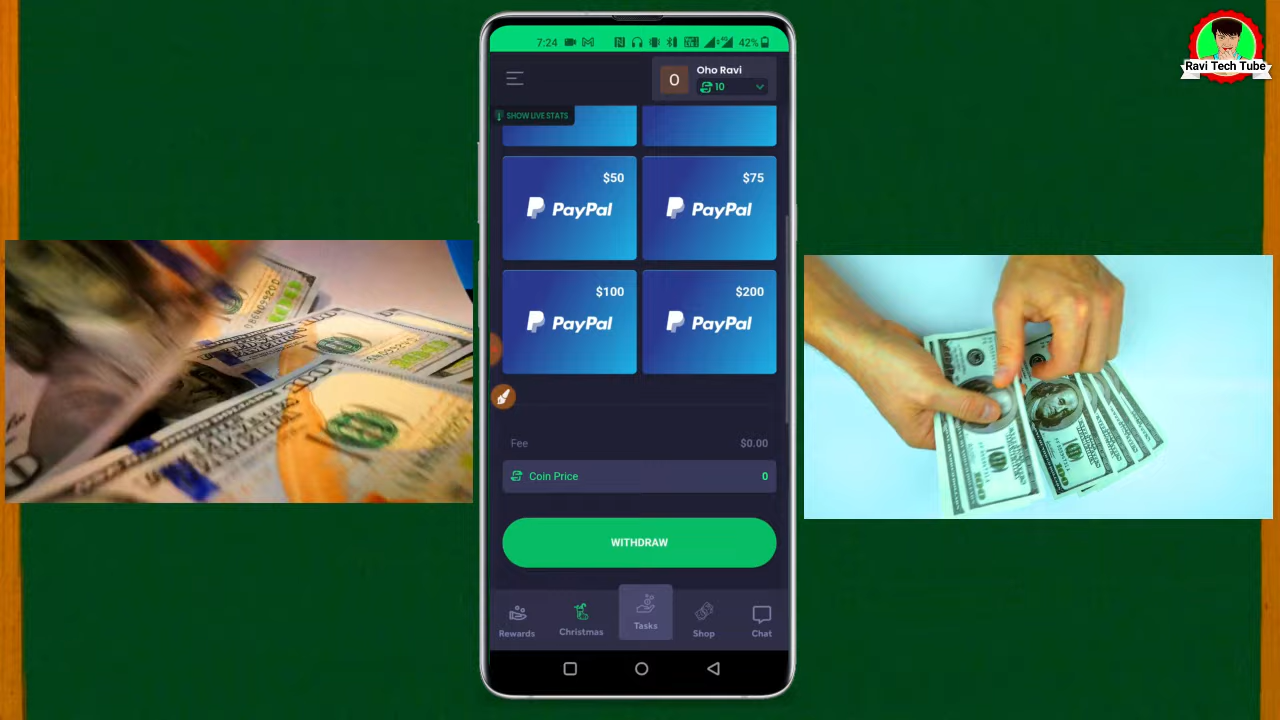 7:24
42%
Ravi Tech Tube
Oho Ravi
O
10
SHOW LIVE STATS
$50
$75
PayPal
PayPal
$100
$200
PayPal
PayPal
Fee
$0.00
Coin Price
0
WITHDRAW
Rewards
Christmas
Tasks
Shop
Chat